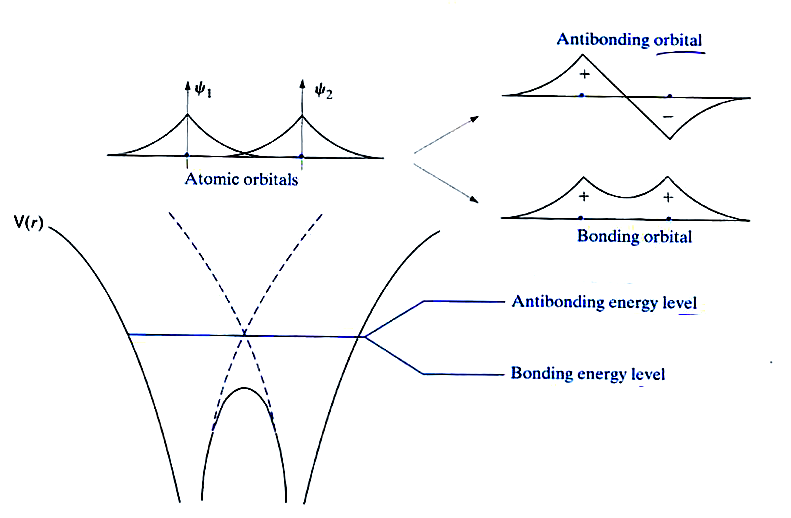 Antibonding orbital
+
−
ψ₁
ψ₂
Atomic orbitals
+ +
Bonding orbital
V(r)
Antibonding energy level
Bonding energy level